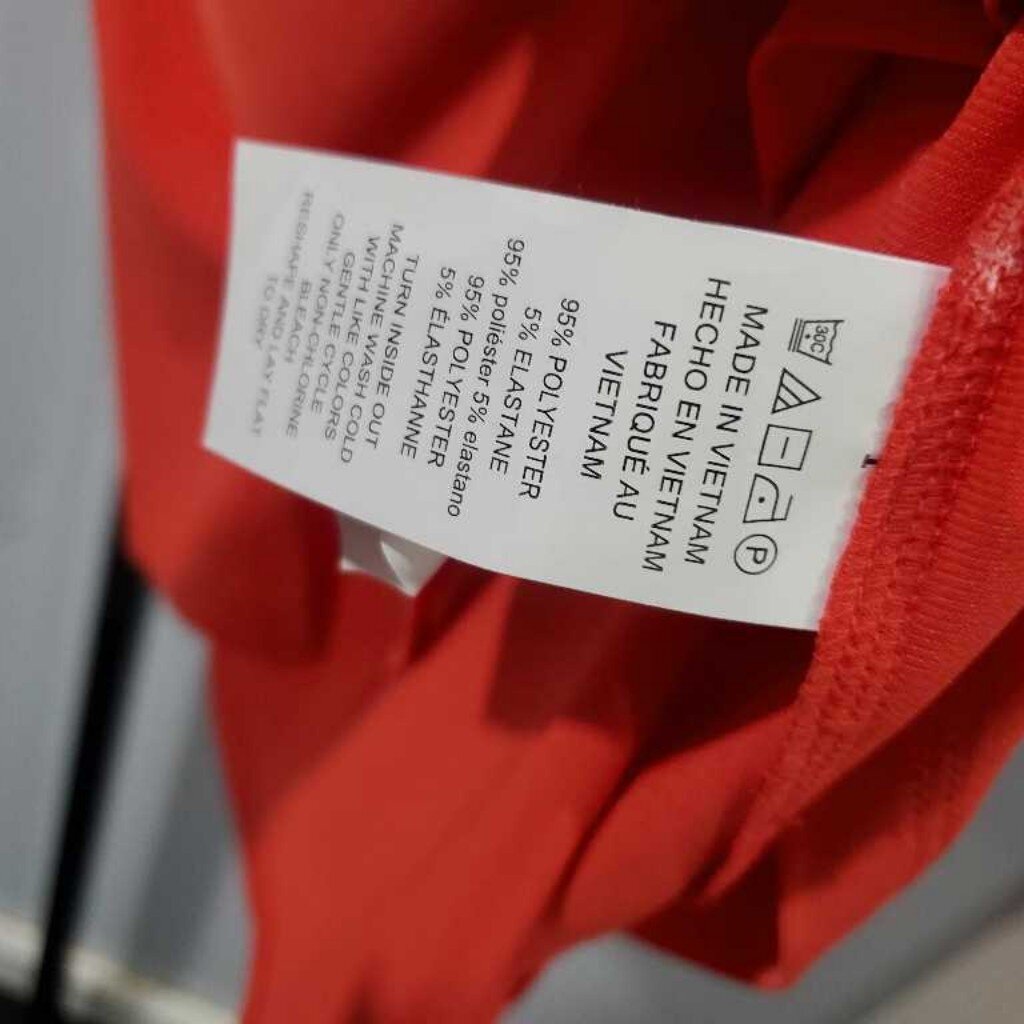 30C
P
MADE IN VIETNAM
HECHO EN VIETNAM
FABRIQUÉ AU
VIETNAM
95% POLYESTER
5% ELASTANE
95% poliéster 5% elastano
95% POLYESTER
5% ÉLASTHANNE
TURN INSIDE OUT
MACHINE WASH COLD
WITH LIKE COLORS
GENTLE CYCLE
ONLY NON-CHLORINE
BLEACH
RESHAPE AND LAY FLAT
TO DRY